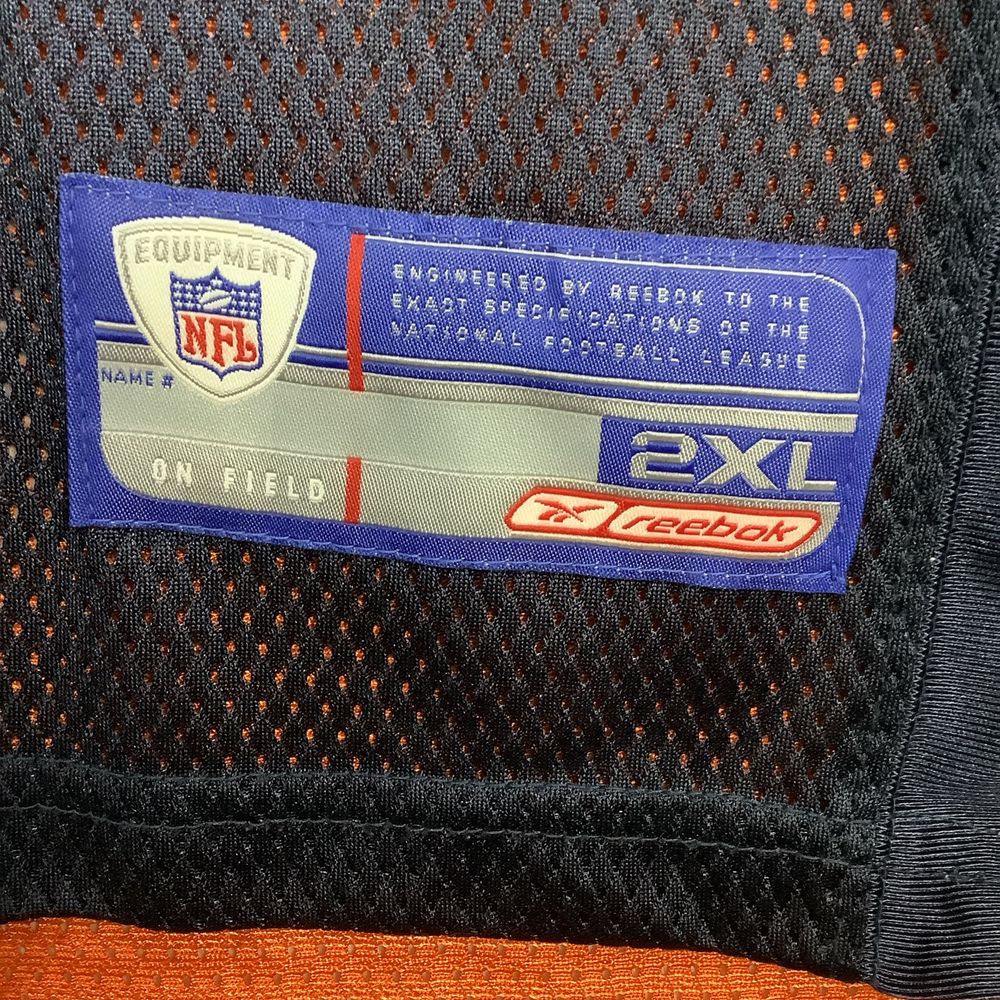 EQUIPMENT
NFL
ENGINEERED BY REEBOK TO THE
EXACT SPECIFICATIONS OF THE
NATIONAL FOOTBALL LEAGUE
NAME #
2XL
ON FIELD
reebok